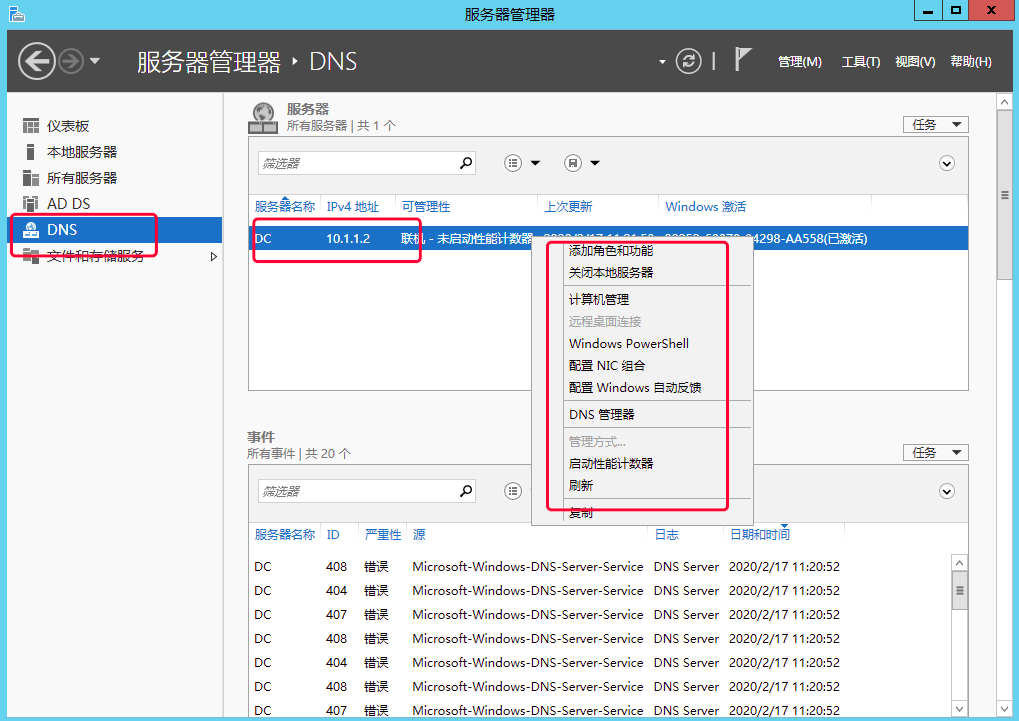 服务器管理器
服务器管理器 · DNS
管理(M) 工具(T) 视图(V) 帮助(H)
仪表板
本地服务器
所有服务器
AD DS
DNS
文件和存储服务
服务器
所有服务器 | 共 1 个
任务
筛选器
服务器名称 IPv4 地址 可管理性 上次更新 Windows 激活
DC 10.1.1.2 联机 - 未启动性能计数器 AA558(已激活)
添加角色和功能
关闭本地服务器
计算机管理
远程桌面连接
Windows PowerShell
配置 NIC 组合
配置 Windows 自动反馈
DNS 管理器
管理方式...
启动性能计数器
刷新
复制
事件
所有事件 | 共 20 个
任务
筛选器
服务器名称 ID 严重性 源 日志 日期和时间
DC 408 错误 Microsoft-Windows-DNS-Server-Service DNS Server 2020/2/17 11:20:52
DC 404 错误 Microsoft-Windows-DNS-Server-Service DNS Server 2020/2/17 11:20:52
DC 407 错误 Microsoft-Windows-DNS-Server-Service DNS Server 2020/2/17 11:20:52
DC 408 错误 Microsoft-Windows-DNS-Server-Service DNS Server 2020/2/17 11:20:52
DC 404 错误 Microsoft-Windows-DNS-Server-Service DNS Server 2020/2/17 11:20:52
DC 408 错误 Microsoft-Windows-DNS-Server-Service DNS Server 2020/2/17 11:20:52
DC 407 错误 Microsoft-Windows-DNS-Server-Service DNS Server 2020/2/17 11:20:52